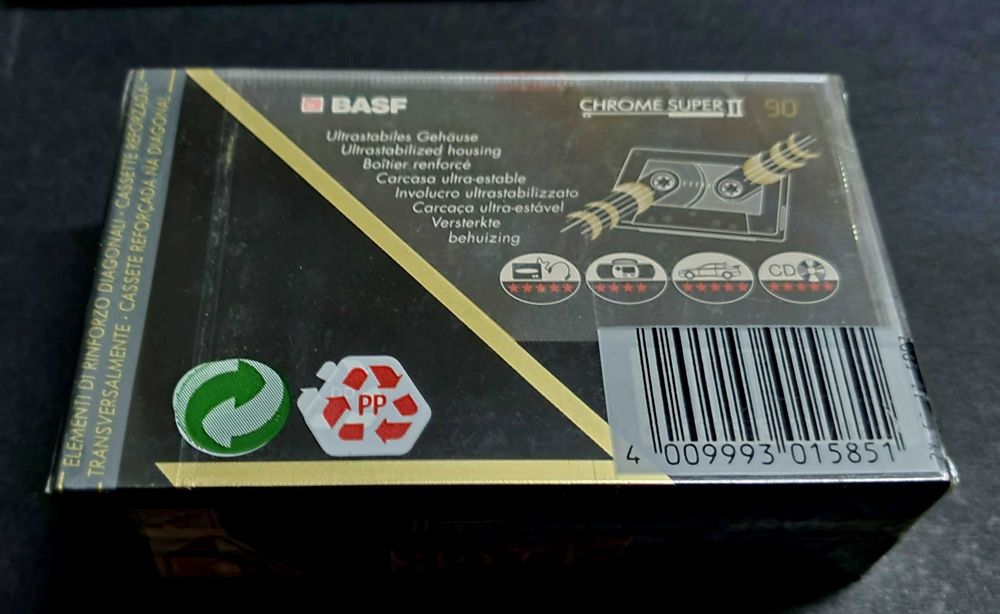 BASF
CHROME SUPER II 90
Ultrastabiles Gehäuse
Ultrastabilized housing
Boîtier renforcé
Carcasa ultra-estable
Involucro ultrastabilizzato
Carcaça ultra-estável
Versterkte
behuizing
CD
PP
4 009993 015851
ELEMENTI DI RINFORZO DIAGONALI · CASSETTE REFORZADA
TRANSVERSALMENTE · CASSETE REFORÇADA NA DIAGONAL